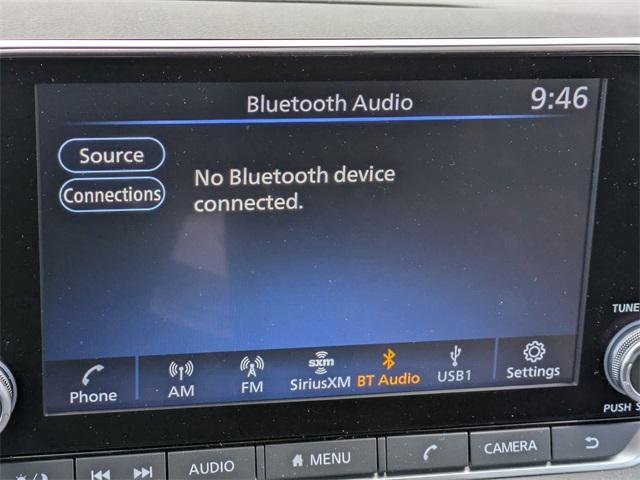 Bluetooth Audio
9:46
Source
Connections
No Bluetooth device
connected.
Phone
AM
FM
sxm
SiriusXM
BT Audio
USB1
Settings
TUNE
PUSH S
AUDIO
MENU
CAMERA